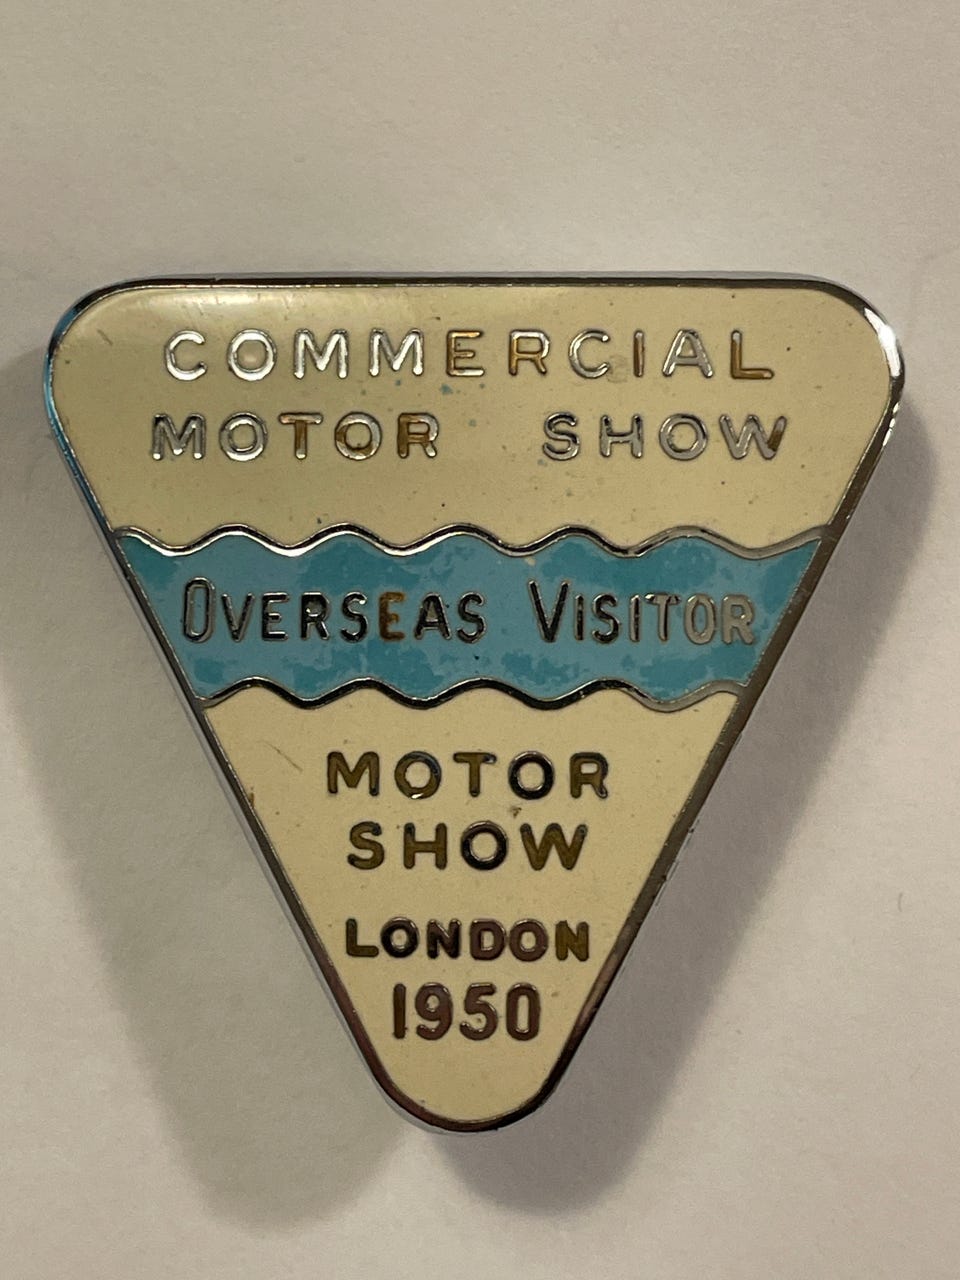 COMMERCIAL
MOTOR SHOW
OVERSEAS VISITOR
MOTOR
SHOW
LONDON
1950